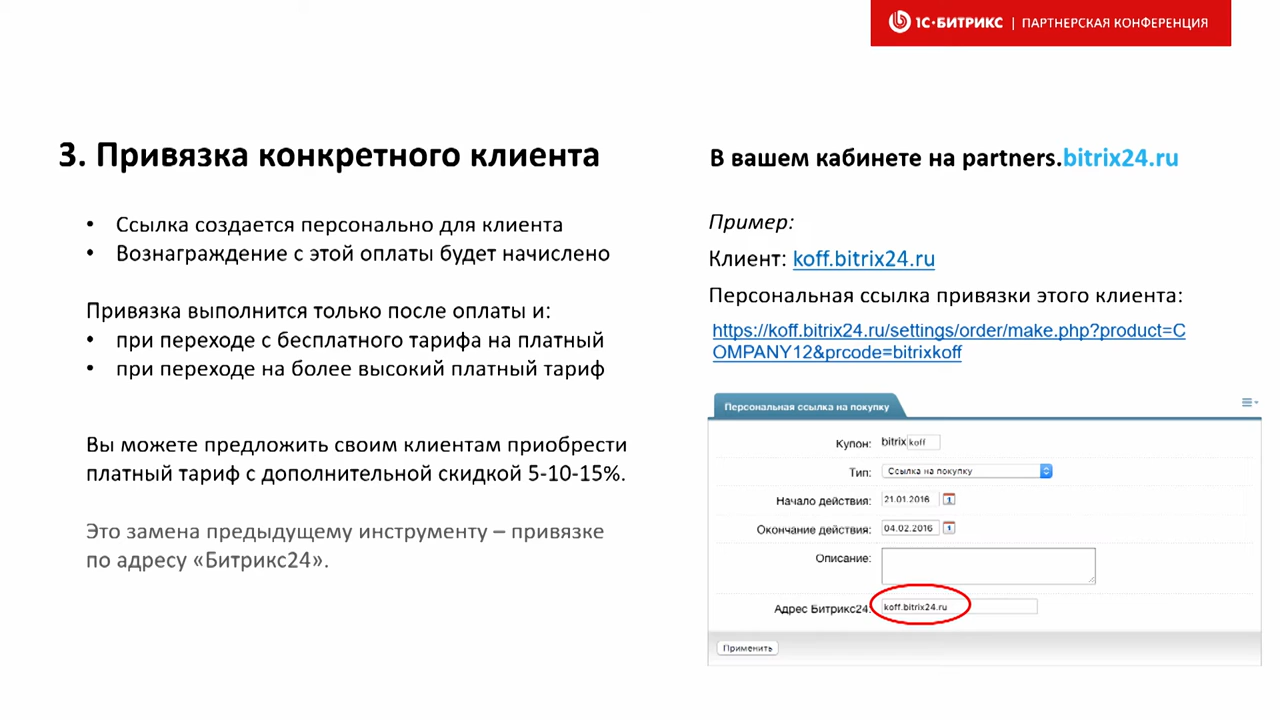 1С-БИТРИКС | ПАРТНЕРСКАЯ КОНФЕРЕНЦИЯ
3. Привязка конкретного клиента
• Ссылка создается персонально для клиента
• Вознаграждение с этой оплаты будет начислено
Привязка выполнится только после оплаты и:
• при переходе с бесплатного тарифа на платный
• при переходе на более высокий платный тариф
Вы можете предложить своим клиентам приобрести
платный тариф с дополнительной скидкой 5-10-15%.
Это замена предыдущему инструменту – привязке
по адресу «Битрикс24».
В вашем кабинете на partners.bitrix24.ru
Пример:
Клиент: koff.bitrix24.ru
Персональная ссылка привязки этого клиента:
https://koff.bitrix24.ru/settings/order/make.php?product=C
OMPANY12&prcode=bitrixkoff
Персональная ссылка на покупку
Купон: bitrix koff
Тип: Ссылка на покупку
Начало действия: 21.01.2016
Окончание действия: 04.02.2016
Описание:
Адрес Битрикс24: koff.bitrix24.ru
Применить